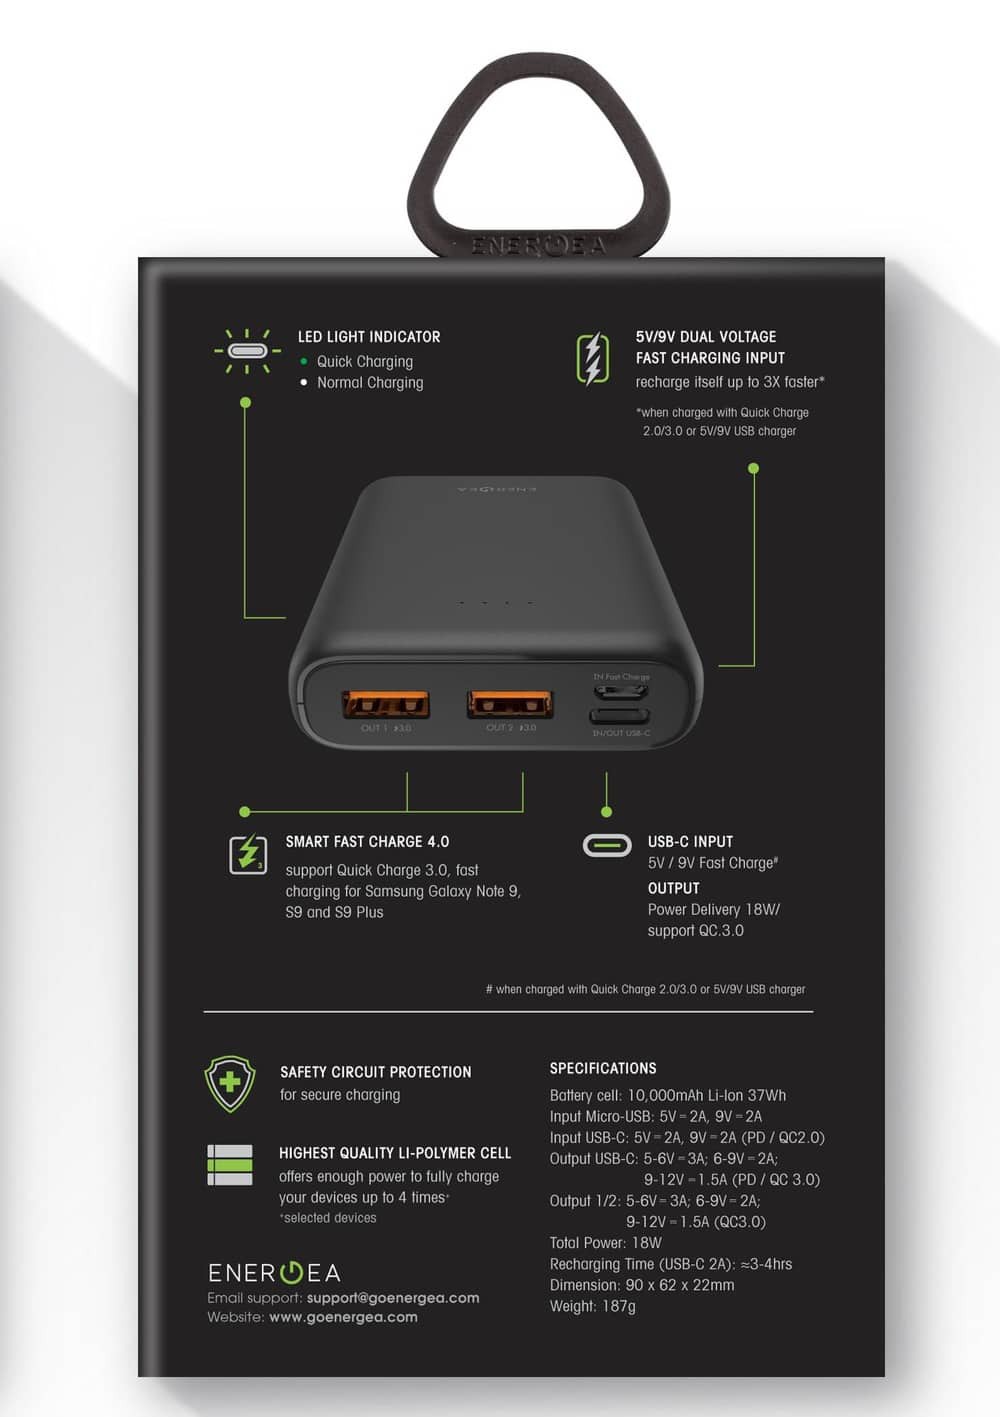 ENERGEA
LED LIGHT INDICATOR
• Quick Charging
• Normal Charging
5V/9V DUAL VOLTAGE
FAST CHARGING INPUT
recharge itself up to 3X faster*
*when charged with Quick Charge
2.0/3.0 or 5V/9V USB charger
ENERGEA
IN Fast Charge
OUT 1 3.0
OUT 2 3.0
IN/OUT USB-C
SMART FAST CHARGE 4.0
support Quick Charge 3.0, fast
charging for Samsung Galaxy Note 9,
S9 and S9 Plus
3
USB-C INPUT
5V / 9V Fast Charge#
OUTPUT
Power Delivery 18W/
support QC.3.0
# when charged with Quick Charge 2.0/3.0 or 5V/9V USB charger
SAFETY CIRCUIT PROTECTION
for secure charging
HIGHEST QUALITY LI-POLYMER CELL
offers enough power to fully charge
your devices up to 4 times+
+selected devices
ENERGEA
Email support: support@goenergea.com
Website: www.goenergea.com
SPECIFICATIONS
Battery cell: 10,000mAh Li-Ion 37Wh
Input Micro-USB: 5V=2A, 9V=2A
Input USB-C: 5V=2A, 9V=2A (PD / QC2.0)
Output USB-C: 5-6V=3A; 6-9V=2A;
9-12V=1.5A (PD / QC 3.0)
Output 1/2: 5-6V=3A; 6-9V=2A;
9-12V=1.5A (QC3.0)
Total Power: 18W
Recharging Time (USB-C 2A): ≈3-4hrs
Dimension: 90 x 62 x 22mm
Weight: 187g